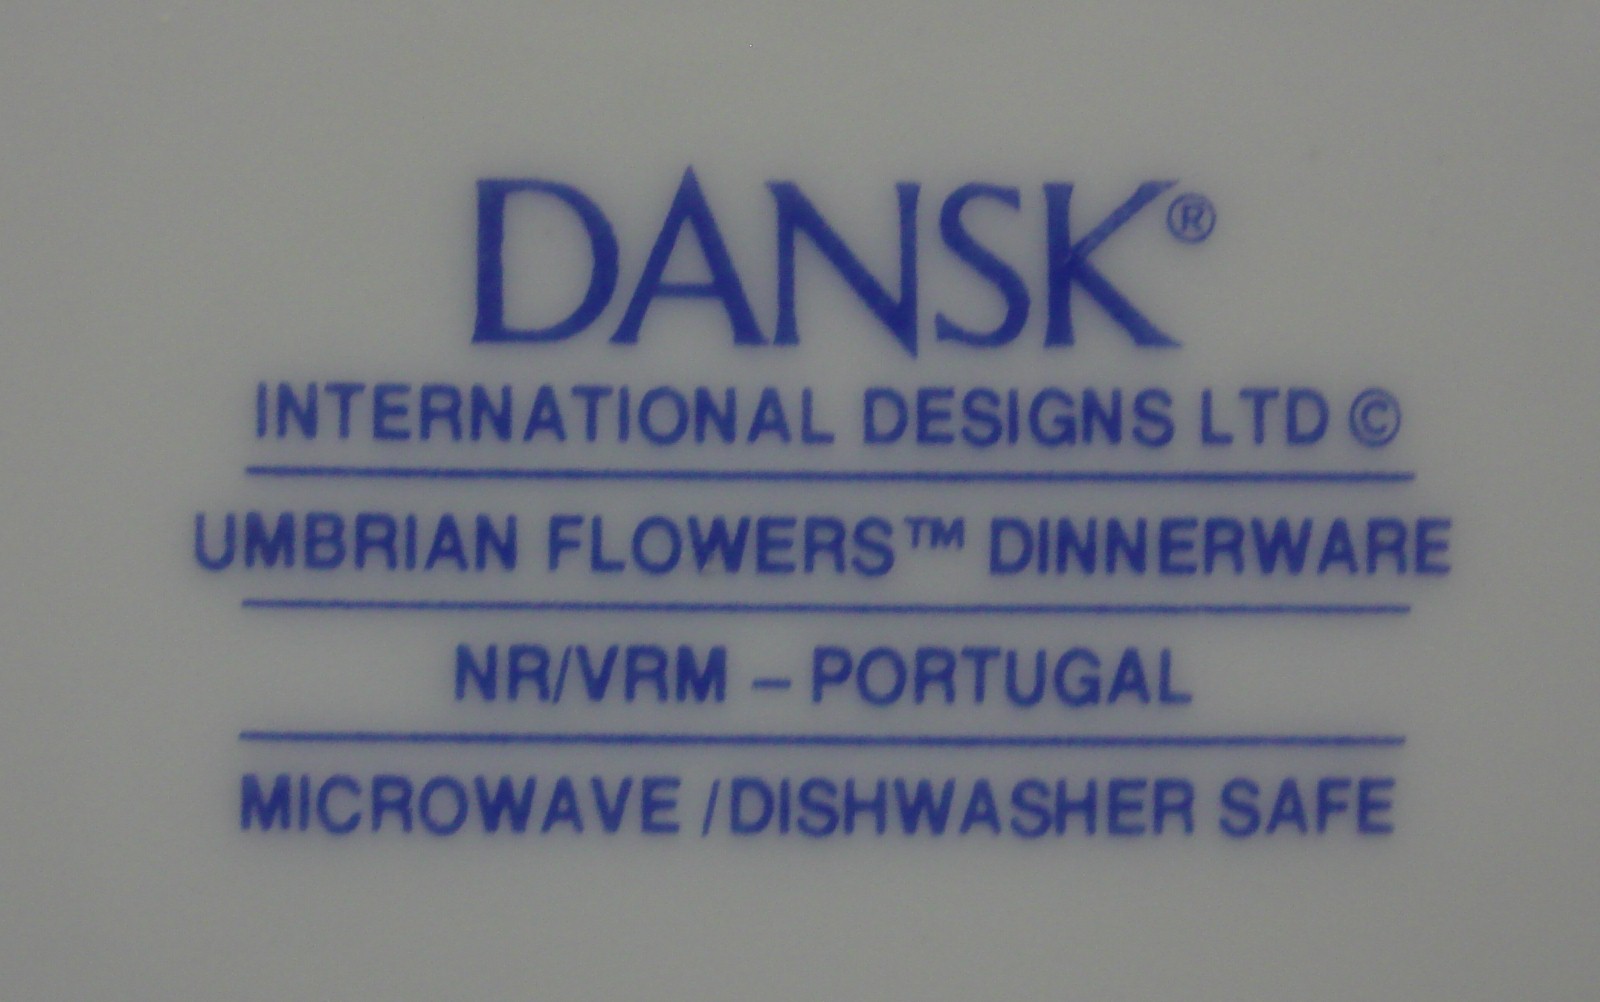 DANSK®
INTERNATIONAL DESIGNS LTD ©
UMBRIAN FLOWERS™ DINNERWARE
NR/VRM – PORTUGAL
MICROWAVE /DISHWASHER SAFE